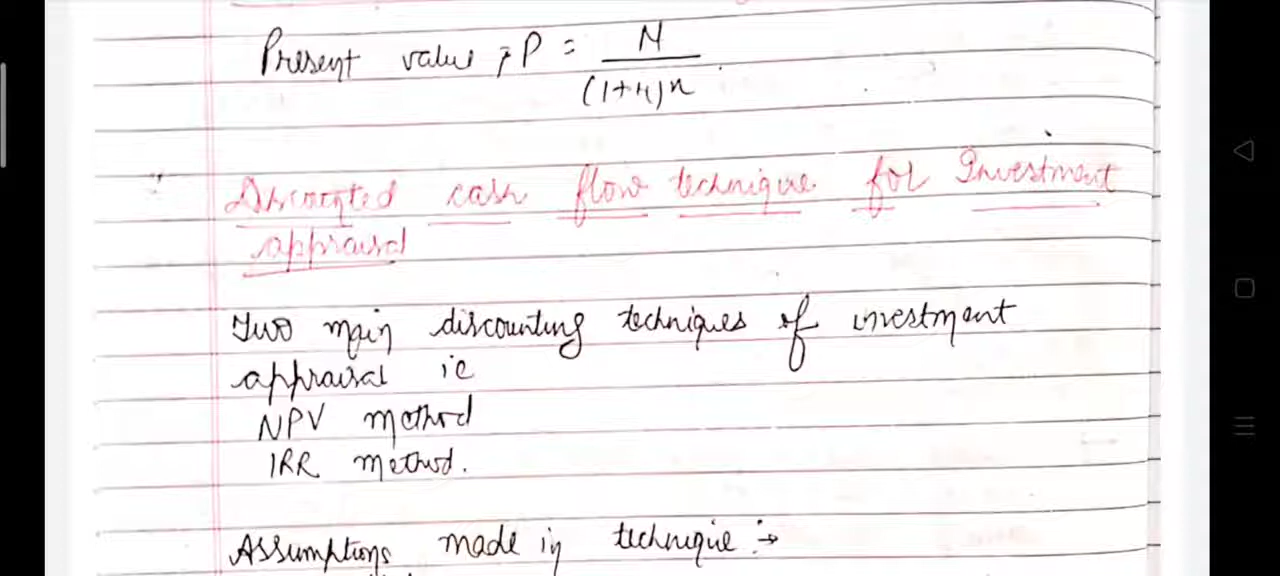 Present value, P = N
(1+r)n
Discounted cash flow technique for Investment
appraisal
Two main discounting techniques of investment
appraisal ie
NPV method
IRR method.
Assumptions made in technique :→